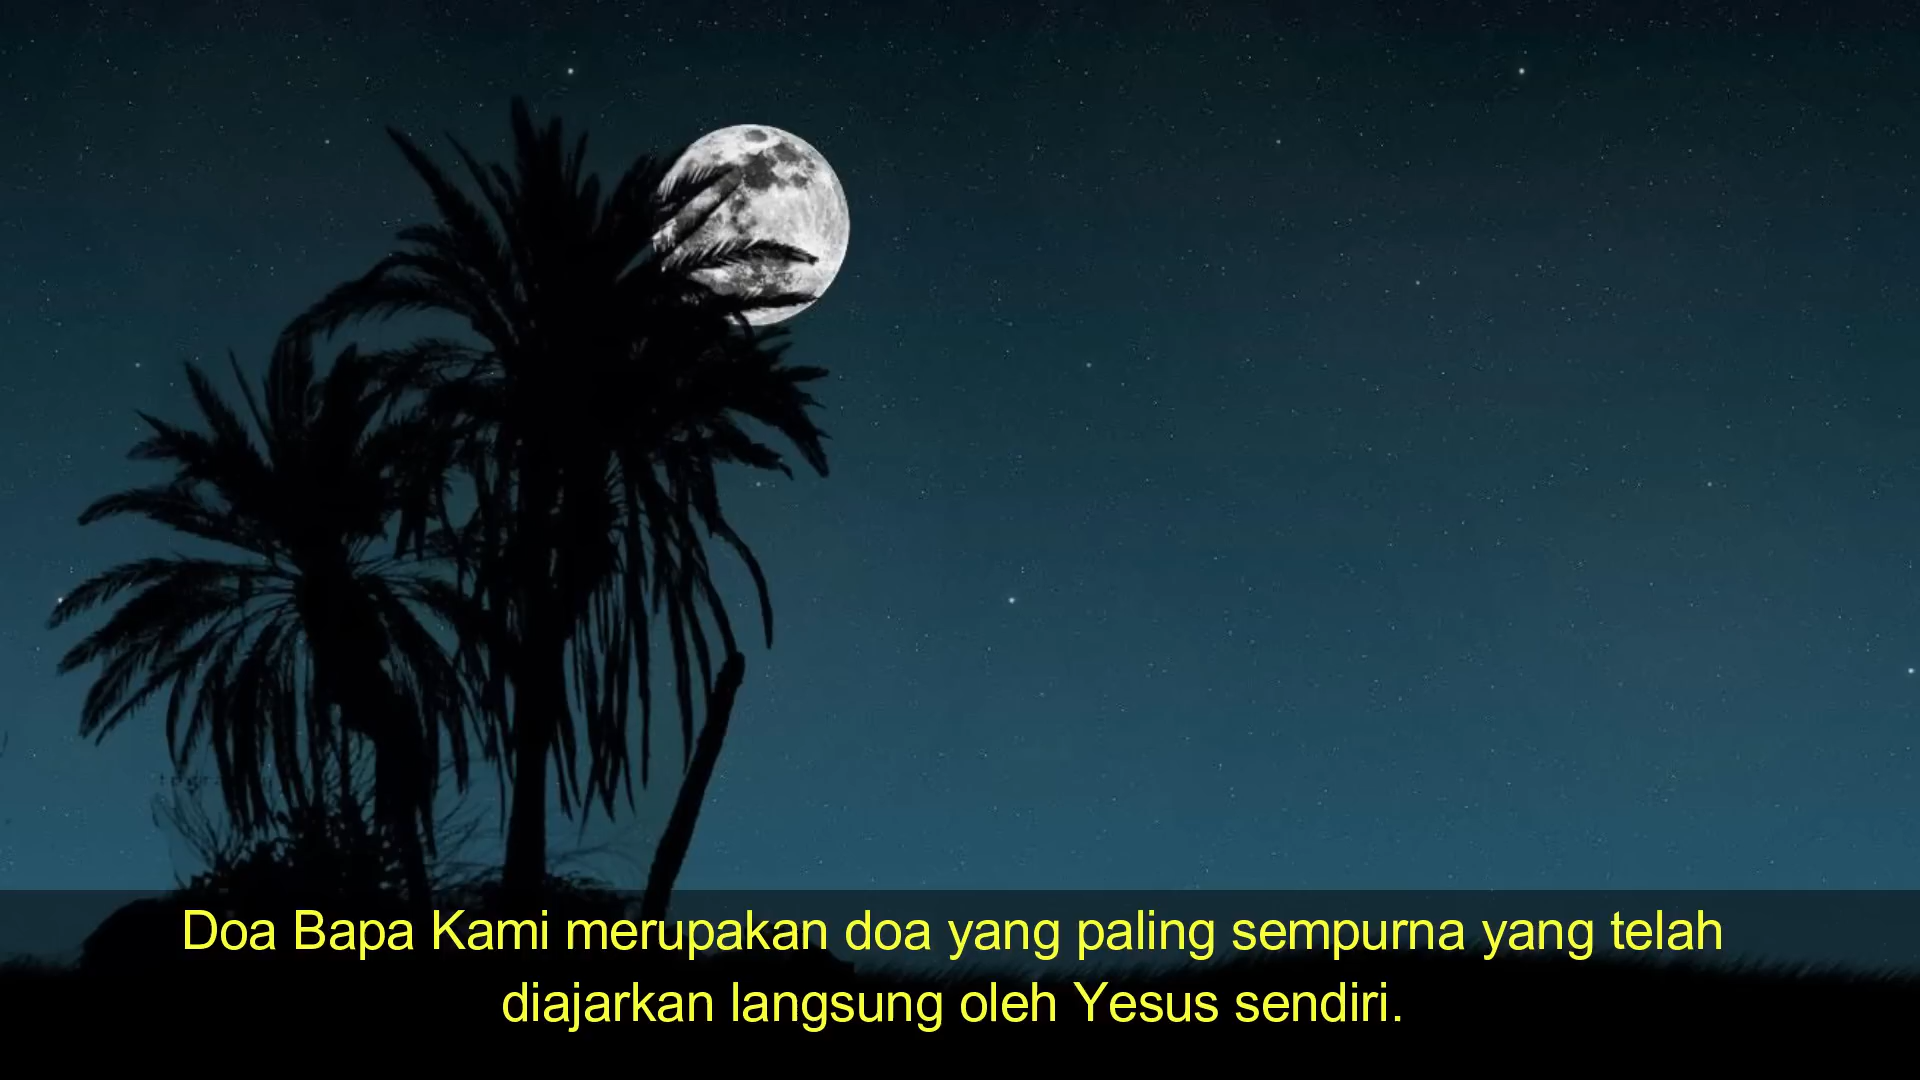 Doa Bapa Kami merupakan doa yang paling sempurna yang telah
diajarkan langsung oleh Yesus sendiri.